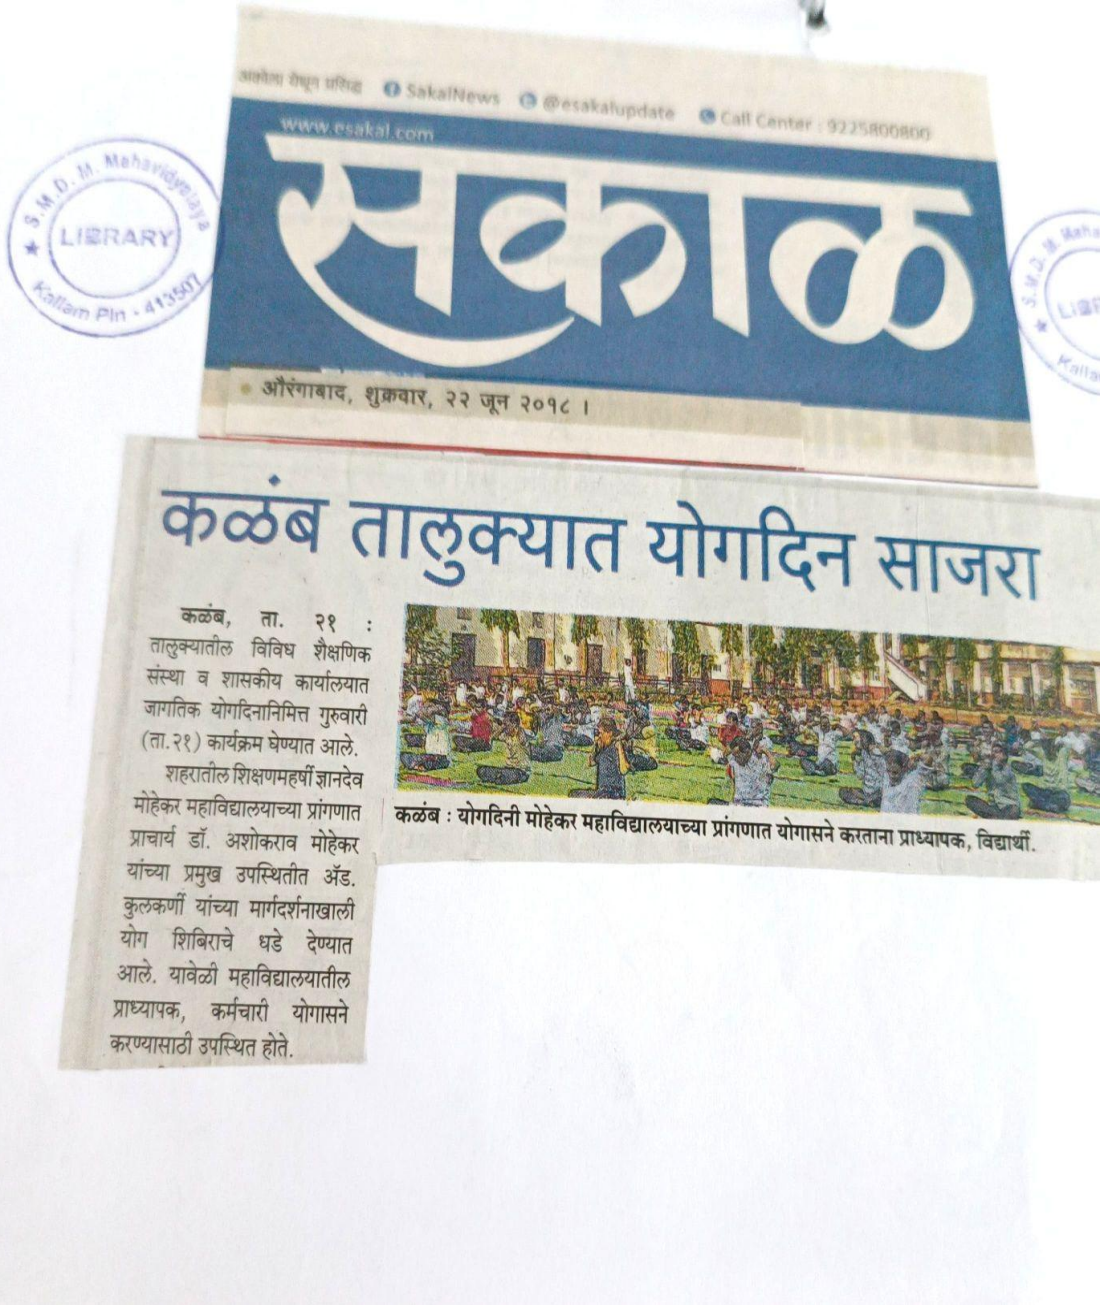 अकोला येथून प्रसिद्ध SakalNews @esakalupdate Call Center : 9225800800
www.esakal.com
सकाळ
S.M.D.M. Mahavidyalaya
LIBRARY
Kallam Pin - 413507
S.M.D.M. Maha
LIB
Kalla
औरंगाबाद, शुक्रवार, २२ जून २०१८ ।
कळंब तालुक्यात योगदिन साजरा
कळंब, ता. २१ :
तालुक्यातील विविध शैक्षणिक
संस्था व शासकीय कार्यालयात
जागतिक योगदिनानिमित्त गुरुवारी
(ता.२१) कार्यक्रम घेण्यात आले.
शहरातील शिक्षणमहर्षी ज्ञानदेव
मोहेकर महाविद्यालयाच्या प्रांगणात
प्राचार्य डॉ. अशोकराव मोहेकर
यांच्या प्रमुख उपस्थितीत अ‍ॅड.
कुलकर्णी यांच्या मार्गदर्शनाखाली
योग शिबिराचे धडे देण्यात
आले. यावेळी महाविद्यालयातील
प्राध्यापक, कर्मचारी योगासने
करण्यासाठी उपस्थित होते.
कळंब : योगदिनी मोहेकर महाविद्यालयाच्या प्रांगणात योगासने करताना प्राध्यापक, विद्यार्थी.